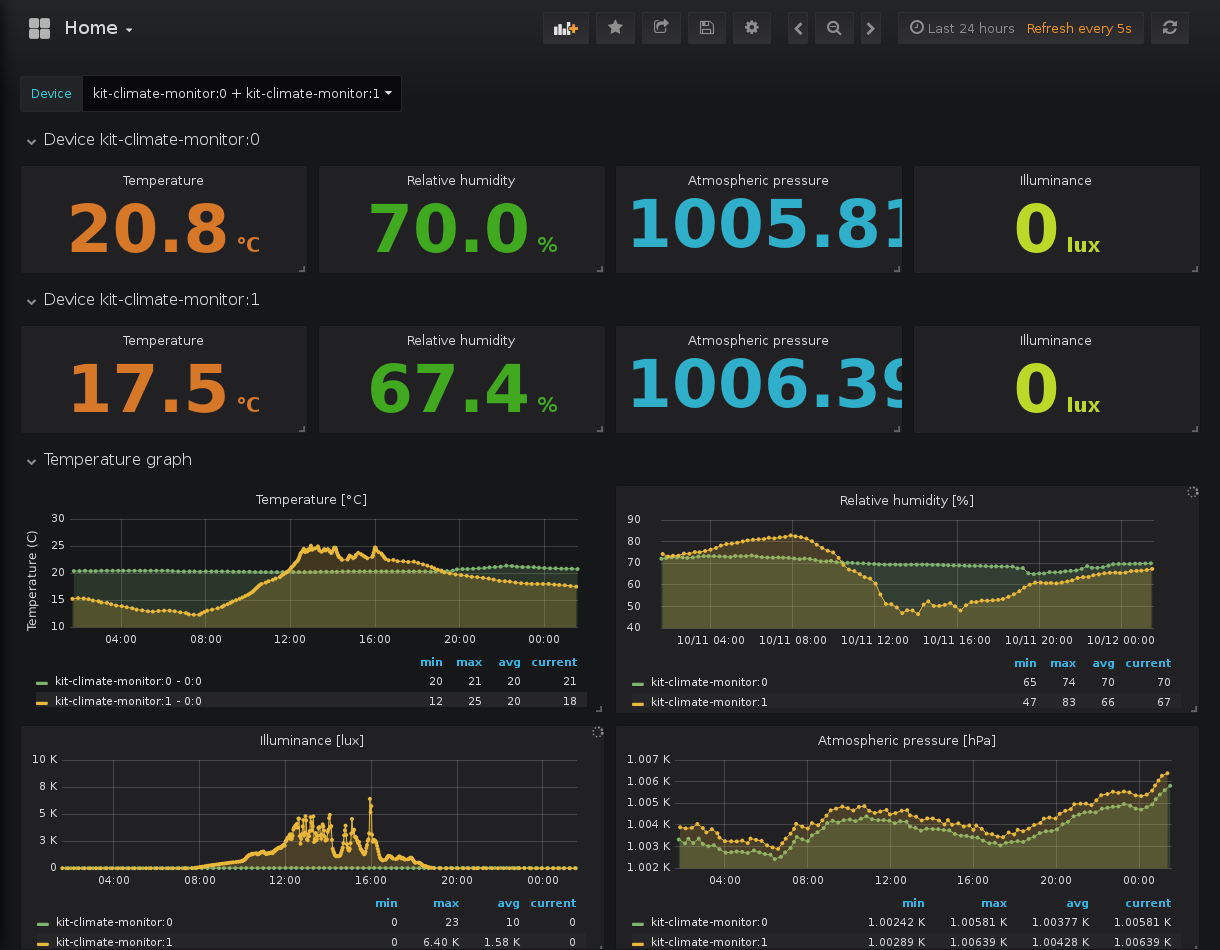 Home
Last 24 hours Refresh every 5s
Device kit-climate-monitor:0 + kit-climate-monitor:1
Device kit-climate-monitor:0
Temperature Relative humidity Atmospheric pressure Illuminance
20.8 °C 70.0 % 1005.81 0 lux
Device kit-climate-monitor:1
Temperature Relative humidity Atmospheric pressure Illuminance
17.5 °C 67.4 % 1006.39 0 lux
Temperature graph
Temperature [°C]
Temperature (C)
30
25
20
15
10
04:00 08:00 12:00 16:00 20:00 00:00
min max avg current
kit-climate-monitor:0 - 0:0 20 21 20 21
kit-climate-monitor:1 - 0:0 12 25 20 18
Relative humidity [%]
90
80
70
60
50
40
10/11 04:00 10/11 08:00 10/11 12:00 10/11 16:00 10/11 20:00 10/12 00:00
min max avg current
kit-climate-monitor:0 65 74 70 70
kit-climate-monitor:1 47 83 66 67
Illuminance [lux]
10 K
8 K
5 K
3 K
0
04:00 08:00 12:00 16:00 20:00 00:00
min max avg current
kit-climate-monitor:0 0 23 10 0
kit-climate-monitor:1 0 6.40 K 1.58 K 0
Atmospheric pressure [hPa]
1.007 K
1.006 K
1.005 K
1.004 K
1.003 K
1.002 K
04:00 08:00 12:00 16:00 20:00 00:00
min max avg current
kit-climate-monitor:0 1.00242 K 1.00581 K 1.00377 K 1.00581 K
kit-climate-monitor:1 1.00289 K 1.00639 K 1.00428 K 1.00639 K